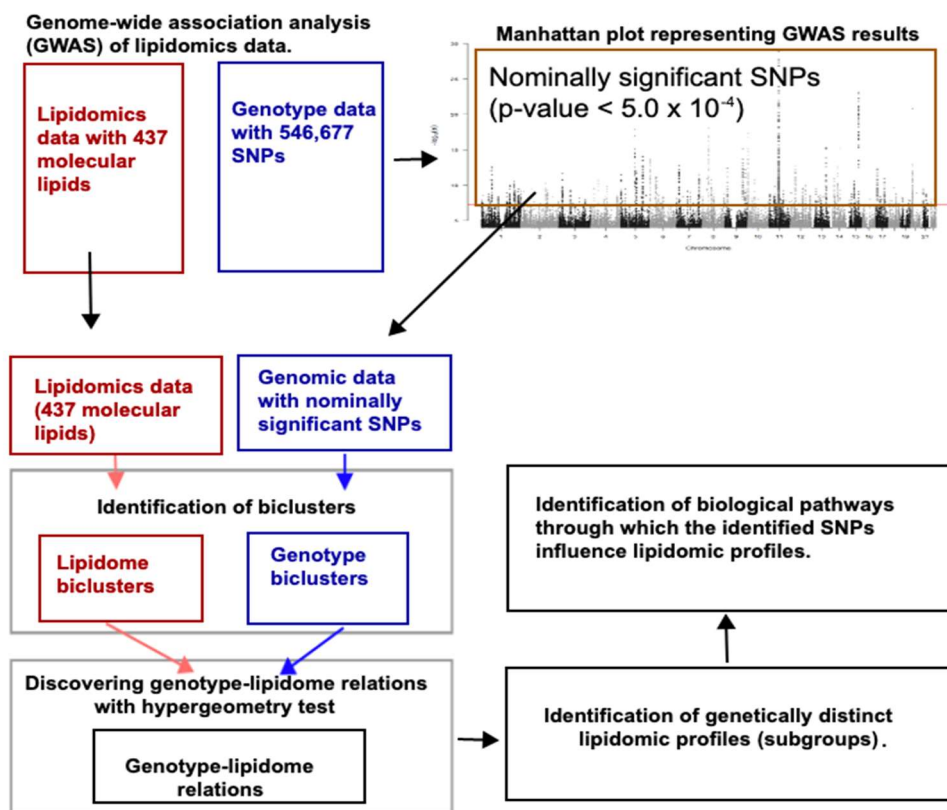 Genome-wide association analysis
(GWAS) of lipidomics data.
Lipidomics
data with 437
molecular
lipids
Genotype data
with 546,677
SNPs
Manhattan plot representing GWAS results
Nominally significant SNPs
(p-value < 5.0 x 10⁻⁴)
Chromosome
Lipidomics data
(437 molecular
lipids)
Genomic data
with nominally
significant SNPs
Identification of biclusters
Lipidome
biclusters
Genotype
biclusters
Discovering genotype-lipidome relations
with hypergeometry test
Genotype-lipidome
relations
Identification of biological pathways
through which the identified SNPs
influence lipidomic profiles.
Identification of genetically distinct
lipidomic profiles (subgroups).